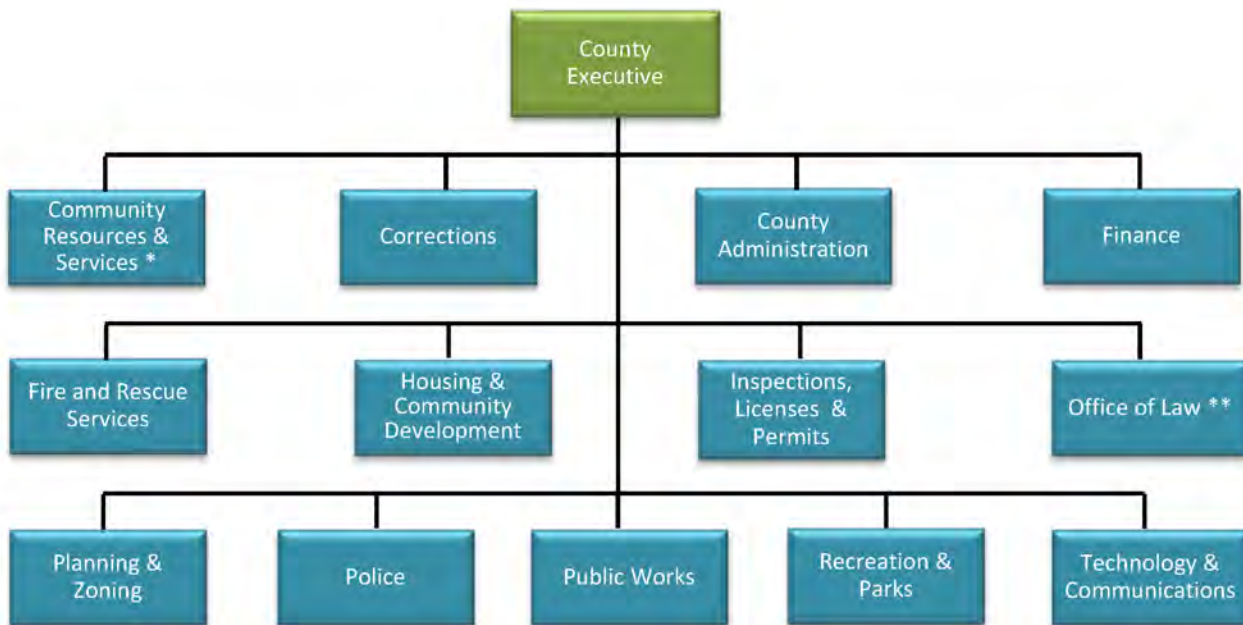 County
Executive
Community
Resources &
Services *
Corrections
County
Administration
Finance
Fire and Rescue
Services
Housing &
Community
Development
Inspections,
Licenses &
Permits
Office of Law **
Planning &
Zoning
Police
Public Works
Recreation &
Parks
Technology &
Communications